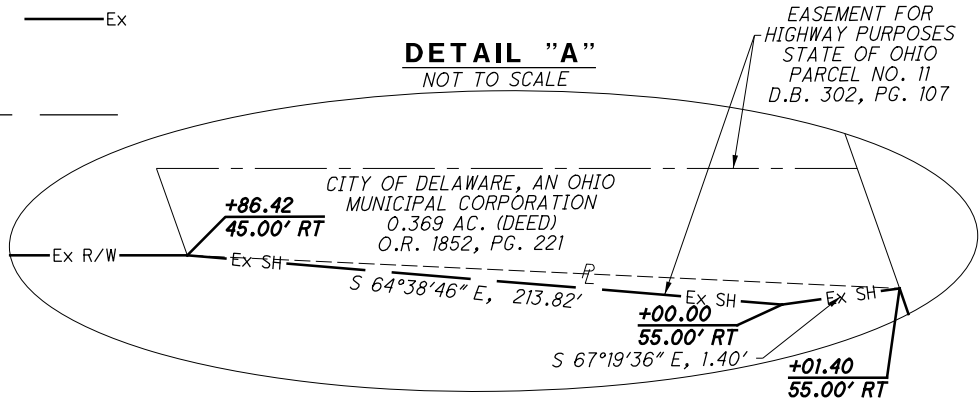 Ex
DETAIL "A"
NOT TO SCALE
EASEMENT FOR
HIGHWAY PURPOSES
STATE OF OHIO
PARCEL NO. 11
D.B. 302, PG. 107
CITY OF DELAWARE, AN OHIO
MUNICIPAL CORPORATION
0.369 AC. (DEED)
O.R. 1852, PG. 221
+86.42
45.00' RT
Ex R/W
Ex SH
PL
S 64°38'46" E, 213.82'
Ex SH
Ex SH
+00.00
55.00' RT
S 67°19'36" E, 1.40'
+01.40
55.00' RT